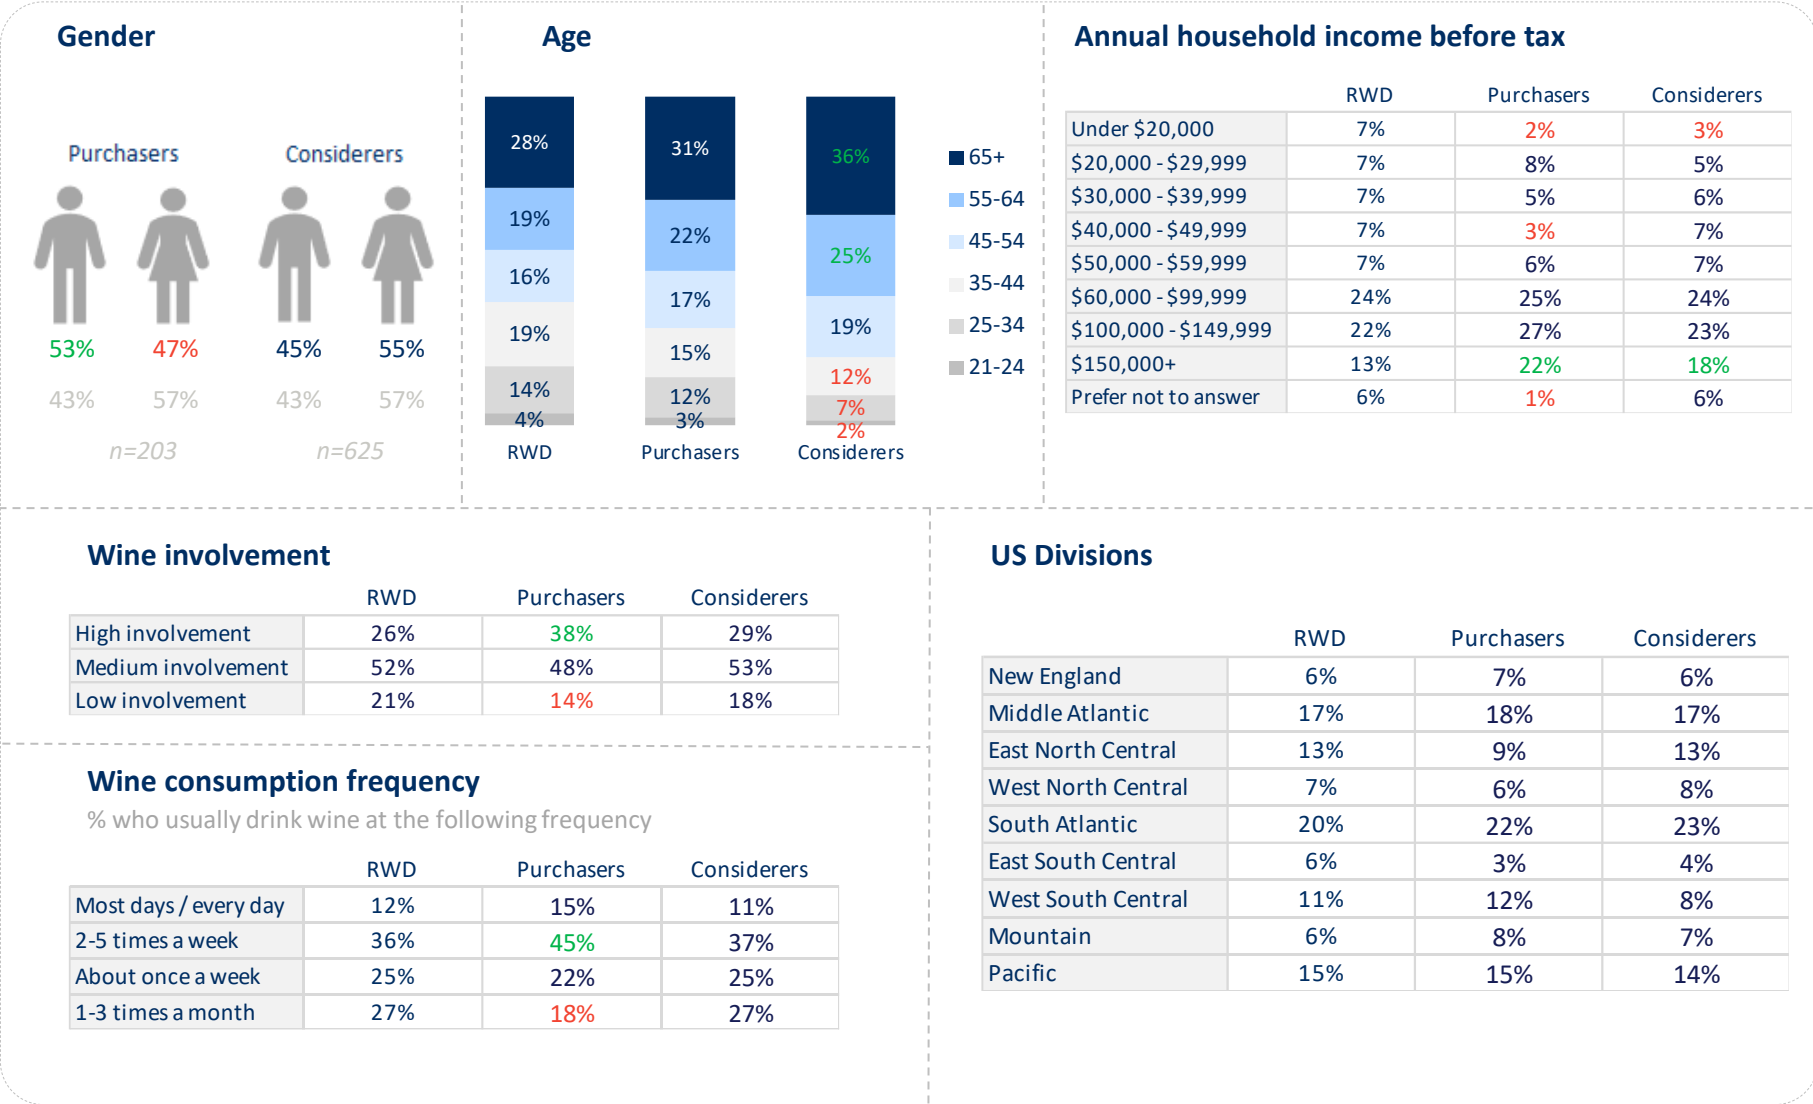 Gender
Purchasers Considerers
53% 47% 45% 55%
43% 57% 43% 57%
n=203 n=625
Age
28% 31% 36%
19% 22% 25%
16% 17% 19%
19% 15% 12%
14% 12% 7%
4% 3% 2%
RWD Purchasers Considerers
65+
55-64
45-54
35-44
25-34
21-24
Annual household income before tax
RWD Purchasers Considerers
Under $20,000 7% 2% 3%
$20,000 - $29,999 7% 8% 5%
$30,000 - $39,999 7% 5% 6%
$40,000 - $49,999 7% 3% 7%
$50,000 - $59,999 7% 6% 7%
$60,000 - $99,999 24% 25% 24%
$100,000 - $149,999 22% 27% 23%
$150,000+ 13% 22% 18%
Prefer not to answer 6% 1% 6%
Wine involvement
RWD Purchasers Considerers
High involvement 26% 38% 29%
Medium involvement 52% 48% 53%
Low involvement 21% 14% 18%
Wine consumption frequency
% who usually drink wine at the following frequency
RWD Purchasers Considerers
Most days / every day 12% 15% 11%
2-5 times a week 36% 45% 37%
About once a week 25% 22% 25%
1-3 times a month 27% 18% 27%
US Divisions
RWD Purchasers Considerers
New England 6% 7% 6%
Middle Atlantic 17% 18% 17%
East North Central 13% 9% 13%
West North Central 7% 6% 8%
South Atlantic 20% 22% 23%
East South Central 6% 3% 4%
West South Central 11% 12% 8%
Mountain 6% 8% 7%
Pacific 15% 15% 14%